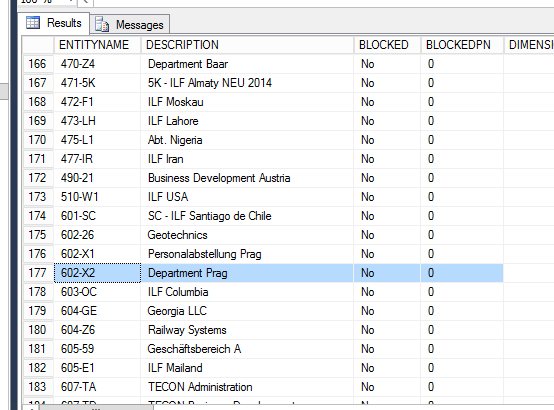 Results Messages
ENTITYNAME DESCRIPTION BLOCKED BLOCKEDPN DIMENSI
166 470-Z4 Department Baar No 0
167 471-5K 5K - ILF Almaty NEU 2014 No 0
168 472-F1 ILF Moskau No 0
169 473-LH ILF Lahore No 0
170 475-L1 Abt. Nigeria No 0
171 477-IR ILF Iran No 0
172 490-21 Business Development Austria No 0
173 510-W1 ILF USA No 0
174 601-SC SC - ILF Santiago de Chile No 0
175 602-26 Geotechnics No 0
176 602-X1 Personalabstellung Prag No 0
177 602-X2 Department Prag No 0
178 603-OC ILF Columbia No 0
179 604-GE Georgia LLC No 0
180 604-Z6 Railway Systems No 0
181 605-59 Geschäftsbereich A No 0
182 605-E1 ILF Mailand No 0
183 607-TA TECON Administration No 0